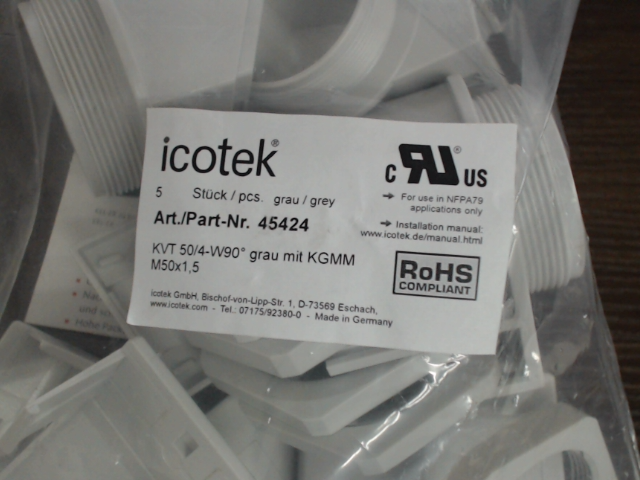 icotek®
5 Stück / pcs. grau / grey
Art./Part-Nr. 45424
KVT 50/4-W90° grau mit KGMM
M50x1,5
icotek GmbH, Bischof-von-Lipp-Str. 1, D-73569 Eschach,
www.icotek.com - Tel.: 07175/92380-0 - Made in Germany
c RU US
→ For use in NFPA79
applications only
→ Installation manual:
www.icotek.de/manual.html
RoHS
COMPLIANT